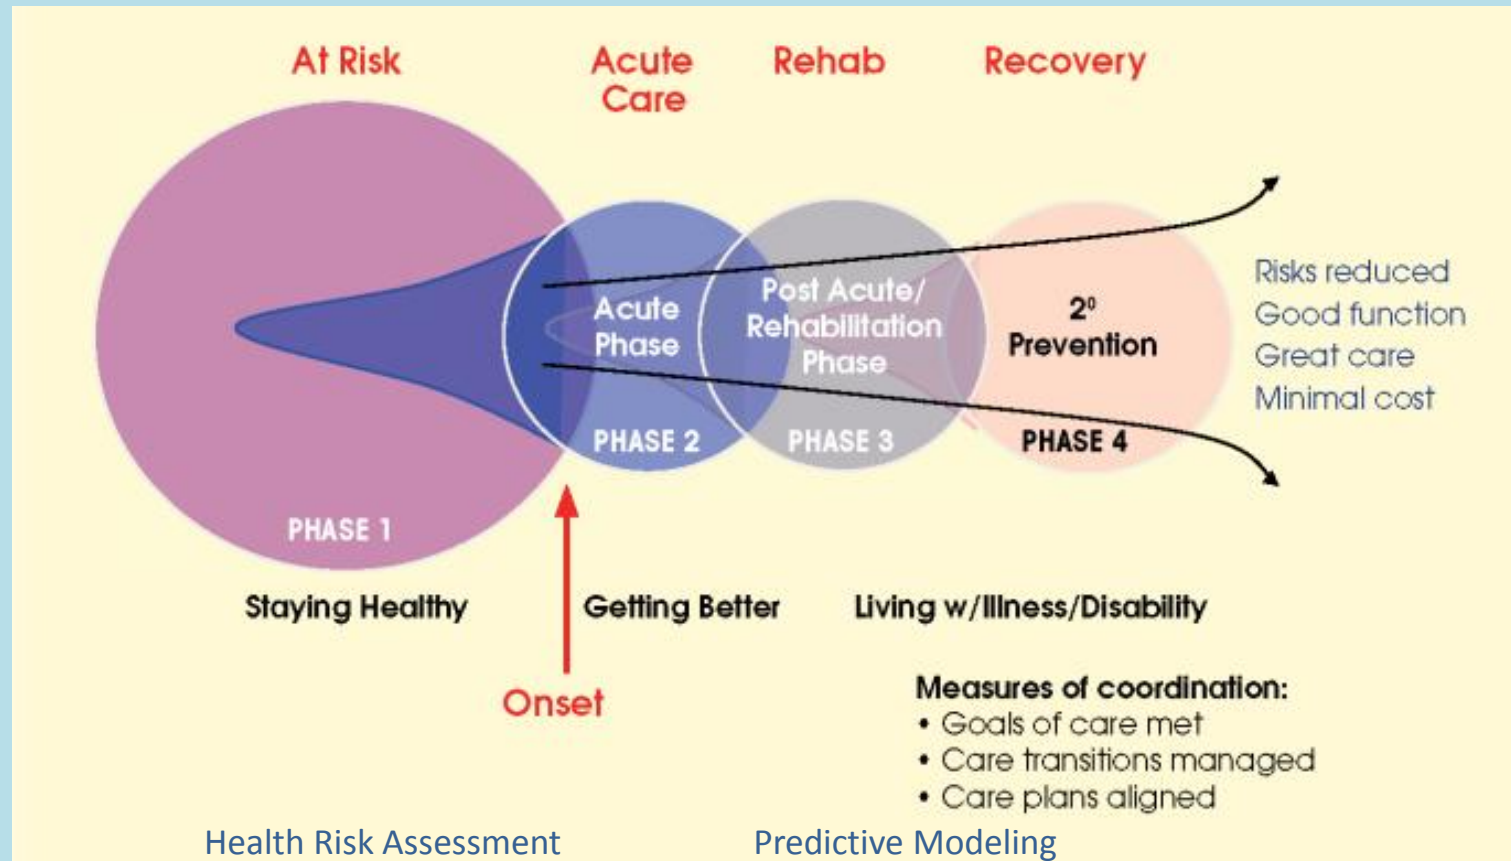 At Risk
Acute
Care
Rehab
Recovery
Acute
Phase
PHASE 2
Post Acute/
Rehabilitation
Phase
PHASE 3
2⁰
Prevention
PHASE 4
Risks reduced
Good function
Great care
Minimal cost
PHASE 1
Staying Healthy
Getting Better
Living w/Illness/Disability
Onset
Measures of coordination:
• Goals of care met
• Care transitions managed
• Care plans aligned
Health Risk Assessment
Predictive Modeling